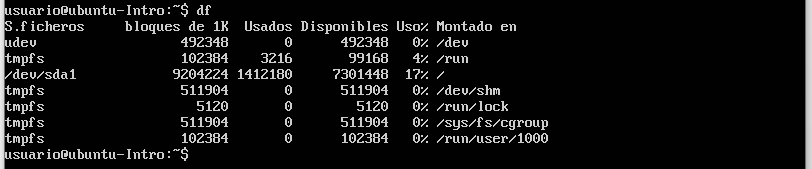 usuario@ubuntu-Intro:~$ df
S.ficheros     bloques de 1K  Usados Disponibles Uso% Montado en
udev                  492348       0      492348   0% /dev
tmpfs                 102384    3216       99168   4% /run
/dev/sda1            9204224 1412180     7301448  17% /
tmpfs                 511904       0      511904   0% /dev/shm
tmpfs                   5120       0        5120   0% /run/lock
tmpfs                 511904       0      511904   0% /sys/fs/cgroup
tmpfs                 102384       0      102384   0% /run/user/1000
usuario@ubuntu-Intro:~$